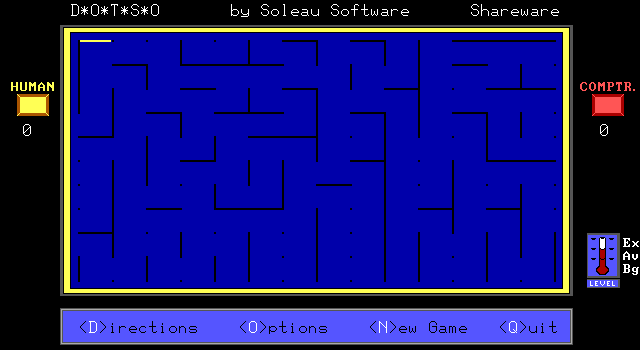 D*O*T*S*O by Soleau Software Shareware
HUMAN
0
COMPTR.
0
Ex
Av
Bg
LEVEL
<D>irections <O>ptions <N>ew Game <Q>uit